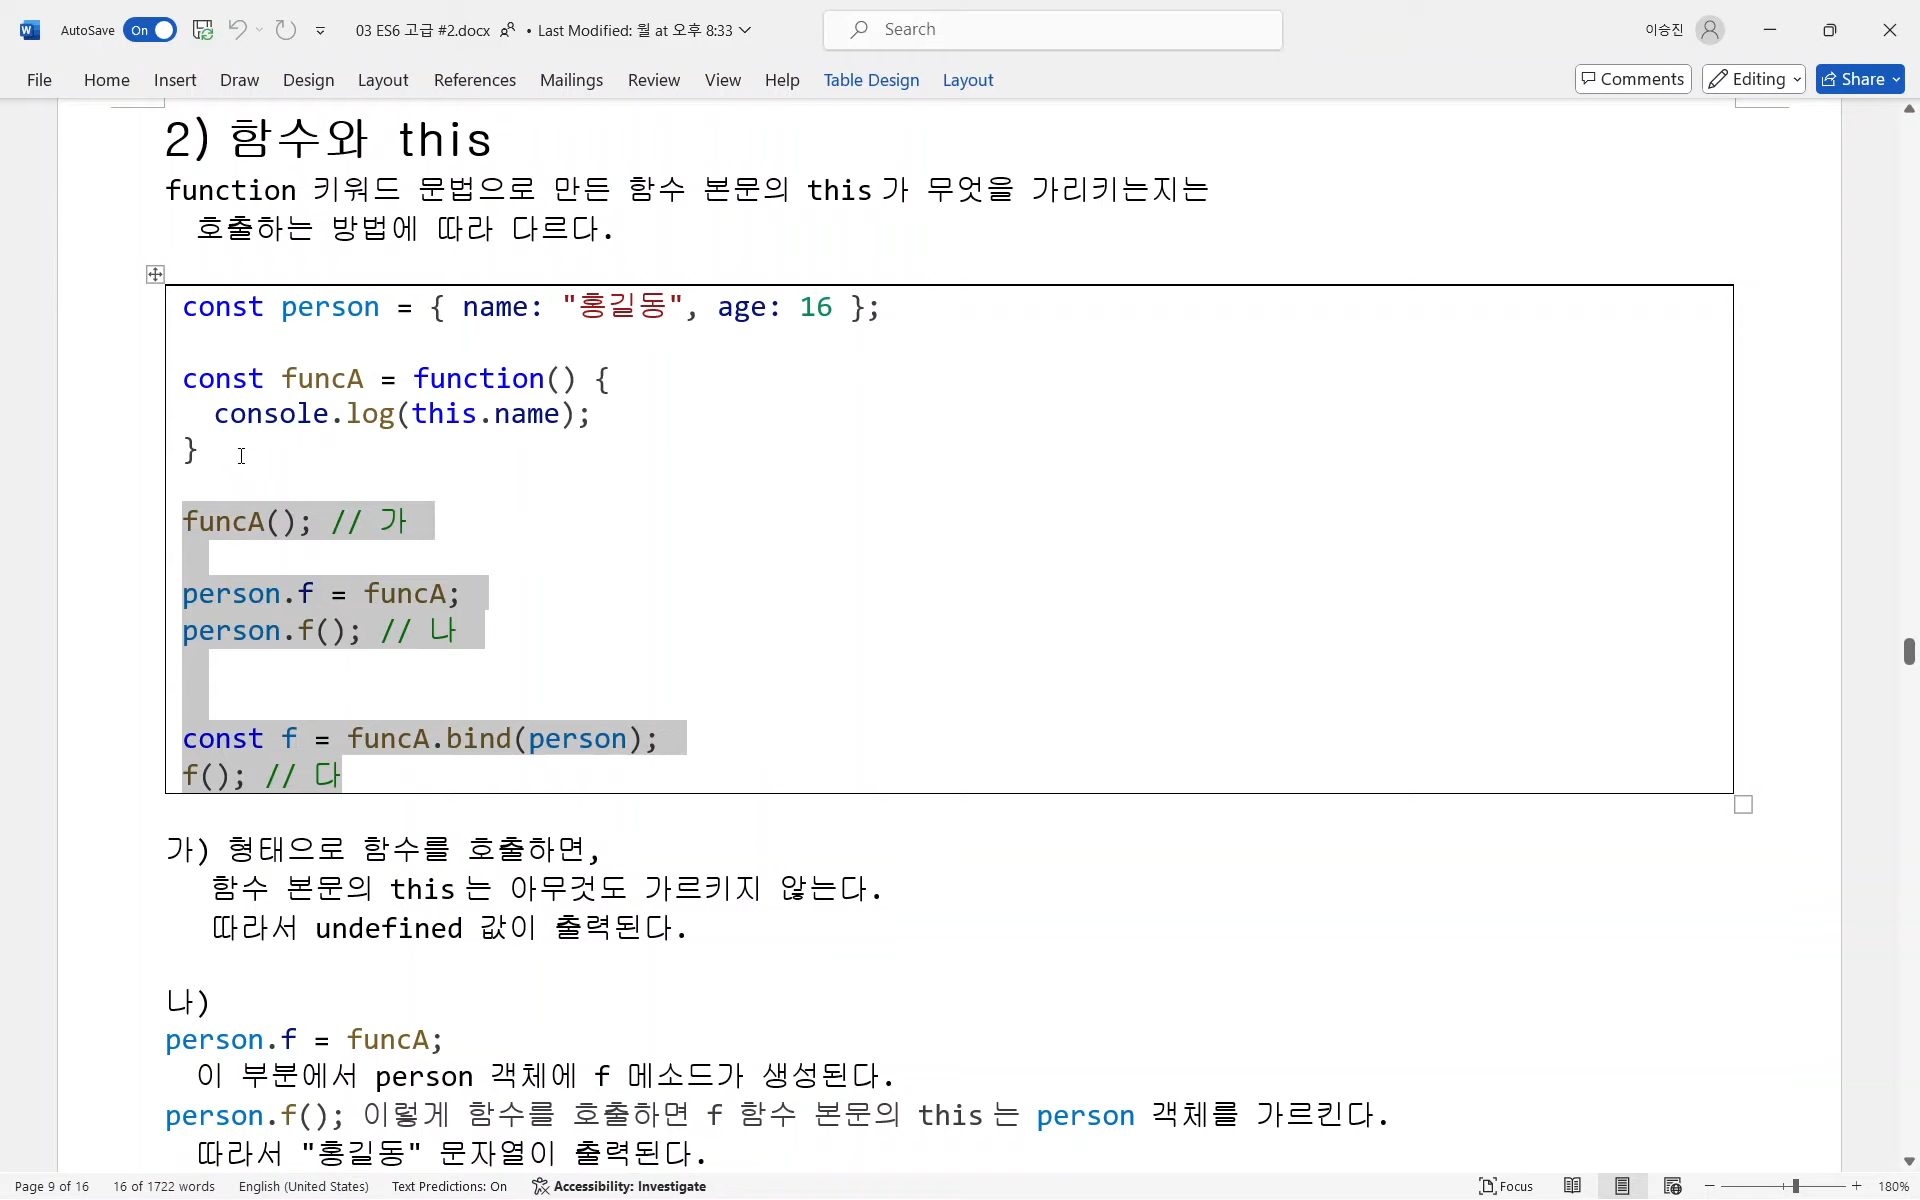 AutoSave On 03 ES6 고급 #2.docx • Last Modified: 월 at 오후 8:33 Search 이승진
File Home Insert Draw Design Layout References Mailings Review View Help Table Design Layout Comments Editing Share
2) 함수와 this
function 키워드 문법으로 만든 함수 본문의 this가 무엇을 가리키는지는
호출하는 방법에 따라 다르다.
const person = { name: "홍길동", age: 16 };
const funcA = function() {
console.log(this.name);
}
funcA(); // 가
person.f = funcA;
person.f(); // 나
const f = funcA.bind(person);
f(); // 다
가) 형태으로 함수를 호출하면,
함수 본문의 this는 아무것도 가르키지 않는다.
따라서 undefined 값이 출력된다.
나)
person.f = funcA;
이 부분에서 person 객체에 f 메소드가 생성된다.
person.f(); 이렇게 함수를 호출하면 f 함수 본문의 this는 person 객체를 가르킨다.
따라서 "홍길동" 문자열이 출력된다.
Page 9 of 16 16 of 1722 words English (United States) Text Predictions: On Accessibility: Investigate Focus 180%